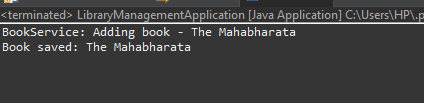 <terminated> LibraryManagementApplication [Java Application] C:\Users\HP\.p
BookService: Adding book - The Mahabharata
Book saved: The Mahabharata